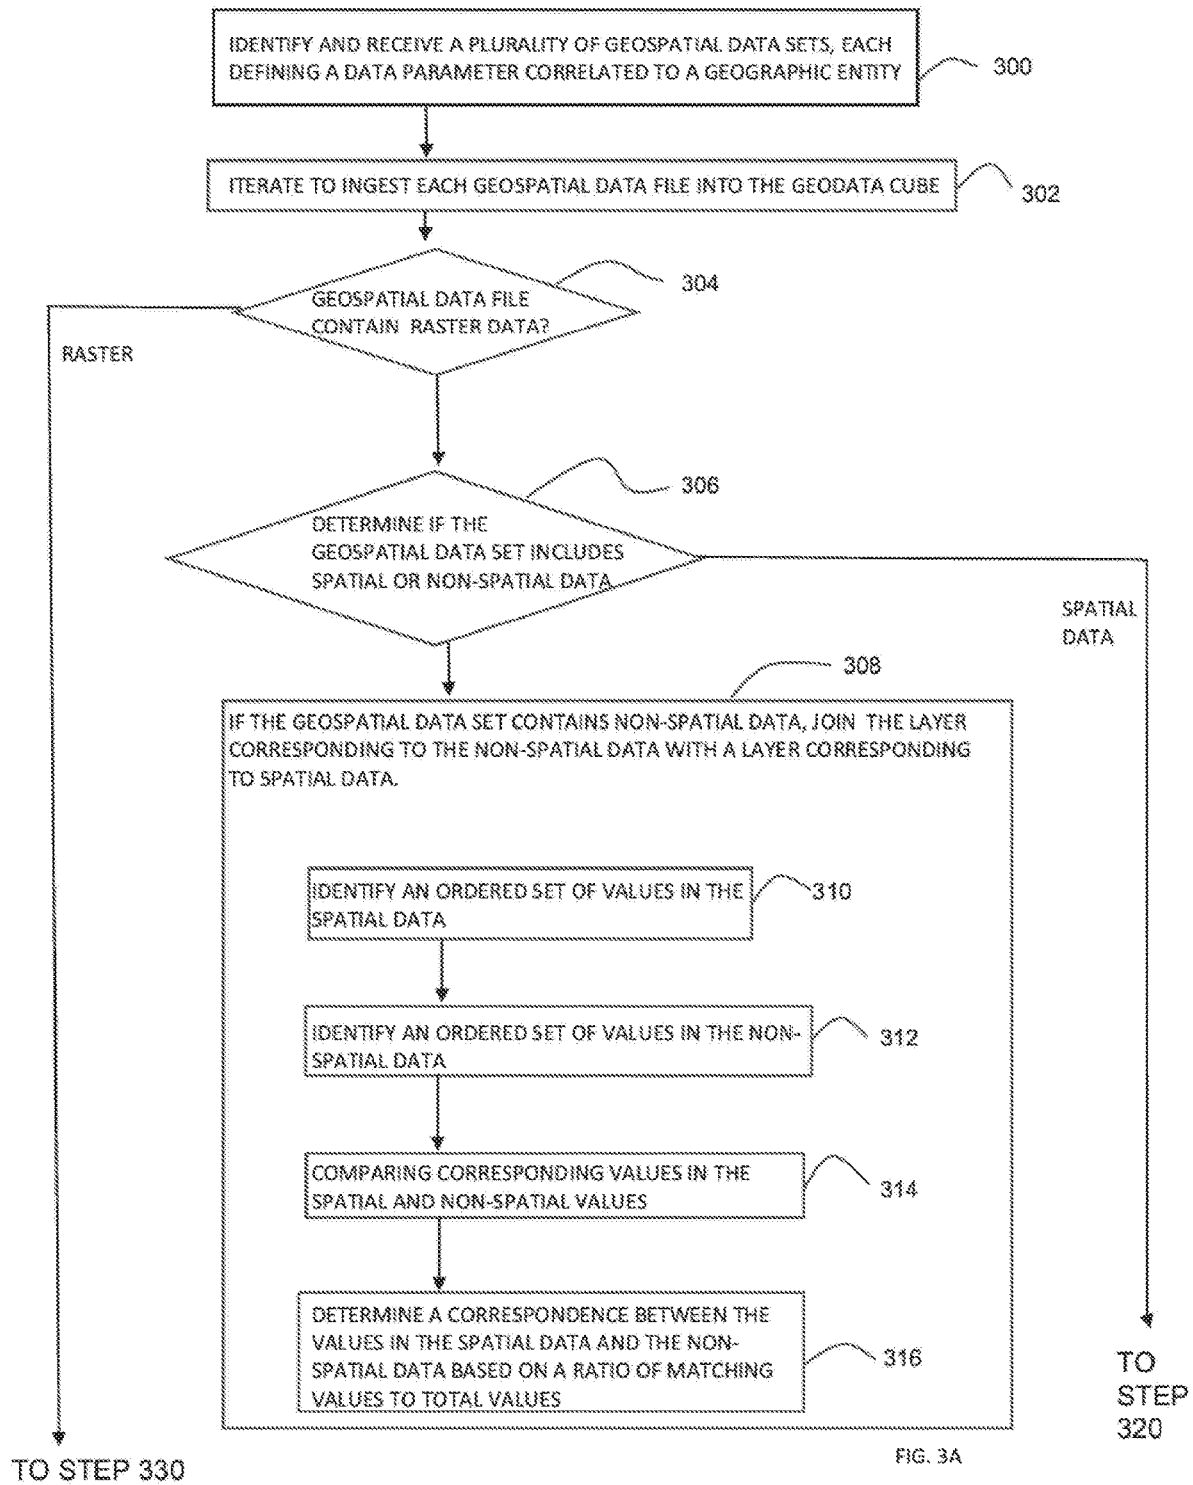 IDENTIFY AND RECEIVE A PLURALITY OF GEOSPATIAL DATA SETS, EACH
DEFINING A DATA PARAMETER CORRELATED TO A GEOGRAPHIC ENTITY
300
ITERATE TO INGEST EACH GEOSPATIAL DATA FILE INTO THE GEODATA CUBE
302
304
GEOSPATIAL DATA FILE
CONTAIN RASTER DATA?
RASTER
306
DETERMINE IF THE
GEOSPATIAL DATA SET INCLUDES
SPATIAL OR NON-SPATIAL DATA
SPATIAL
DATA
308
IF THE GEOSPATIAL DATA SET CONTAINS NON-SPATIAL DATA, JOIN THE LAYER
CORRESPONDING TO THE NON-SPATIAL DATA WITH A LAYER CORRESPONDING
TO SPATIAL DATA.
IDENTIFY AN ORDERED SET OF VALUES IN THE
SPATIAL DATA
310
IDENTIFY AN ORDERED SET OF VALUES IN THE NON-
SPATIAL DATA
312
COMPARING CORRESPONDING VALUES IN THE
SPATIAL AND NON-SPATIAL VALUES
314
DETERMINE A CORRESPONDENCE BETWEEN THE
VALUES IN THE SPATIAL DATA AND THE NON-
SPATIAL DATA BASED ON A RATIO OF MATCHING
VALUES TO TOTAL VALUES
316
TO
STEP
320
FIG. 3A
TO STEP 330